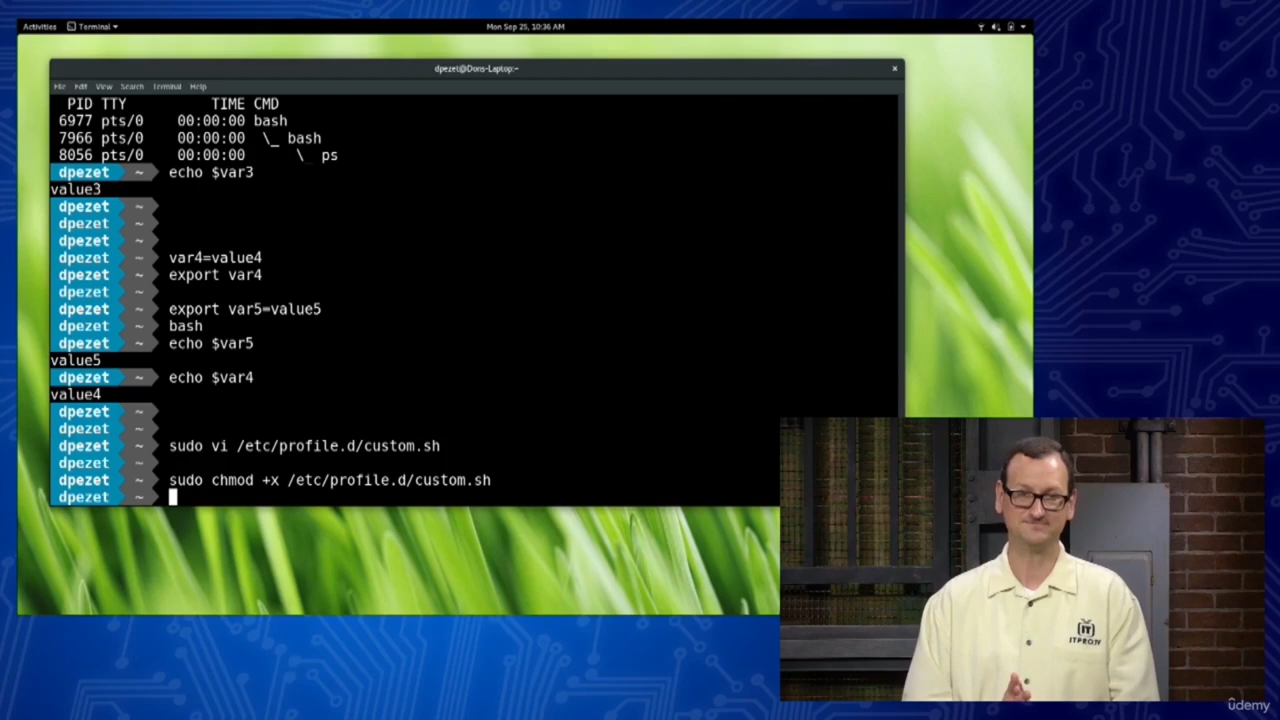 Activities Terminal Mon Sep 25, 10:36 AM
dpezet@Dons-Laptop:~ ×
File Edit View Search Terminal Help
PID TTY TIME CMD
6977 pts/0 00:00:00 bash
7966 pts/0 00:00:00 \_ bash
8056 pts/0 00:00:00 \ ps
dpezet ~ echo $var3
value3
dpezet ~
dpezet ~
dpezet ~
dpezet ~ var4=value4
dpezet ~ export var4
dpezet ~
dpezet ~ export var5=value5
dpezet ~ bash
dpezet ~ echo $var5
value5
dpezet ~ echo $var4
value4
dpezet ~
dpezet ~
dpezet ~ sudo vi /etc/profile.d/custom.sh
dpezet ~
dpezet ~ sudo chmod +x /etc/profile.d/custom.sh
dpezet ~
IT
ITPROTV
ûdemy